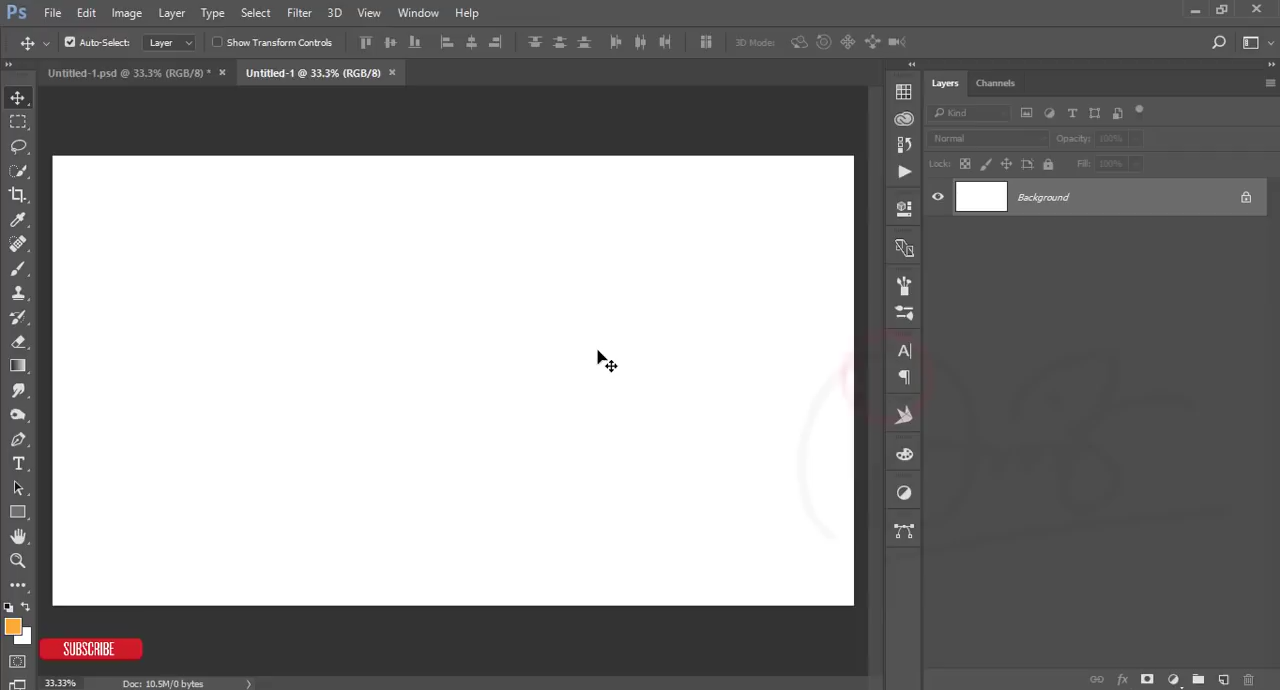 Ps File Edit Image Layer Type Select Filter 3D View Window Help
Auto-Select: Layer Show Transform Controls 3D Mode:
Untitled-1.psd @ 33.3% (RGB/8) * × Untitled-1 @ 33.3% (RGB/8) ×
Layers Channels
Kind
Normal Opacity: 100%
Lock: Fill: 100%
Background
SUBSCRIBE
33.33% Doc: 10.5M/0 bytes